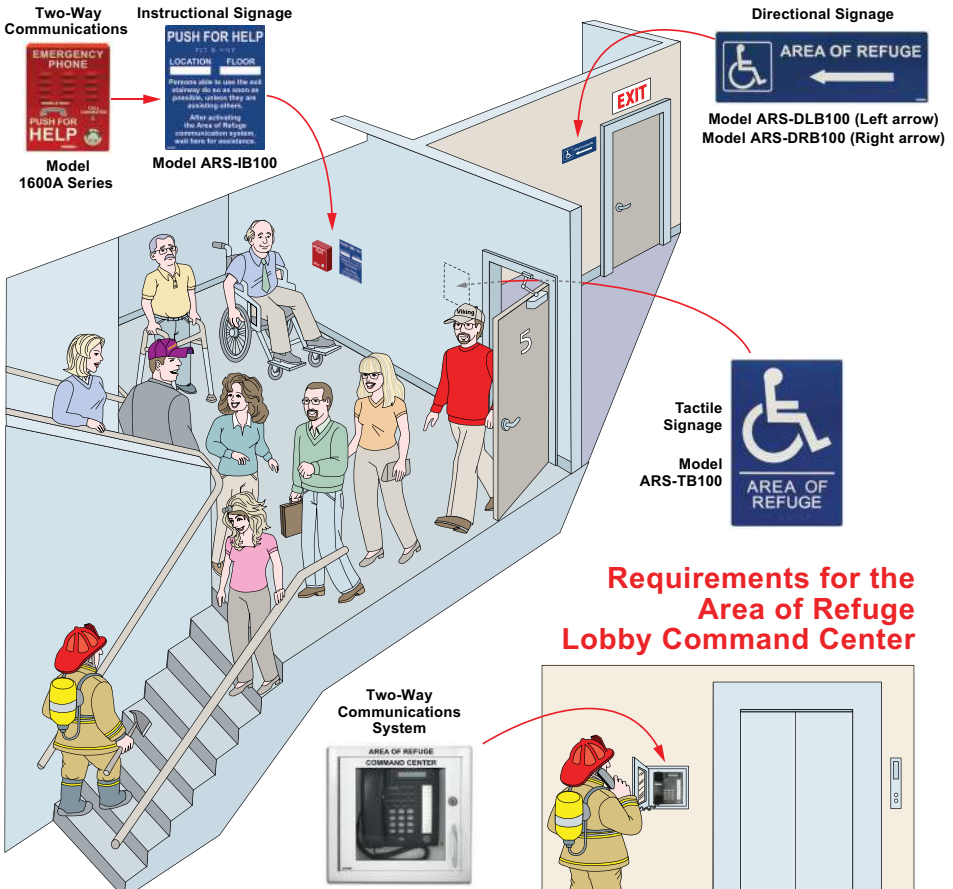 Two-Way
Communications
EMERGENCY
PHONE
PUSH FOR
HELP
Model
1600A Series
Instructional Signage
PUSH FOR HELP
LOCATION FLOOR
Persons able to use the exit
stairway do so as soon as
possible, unless they are
assisting others.
After activating
the Area of Refuge
communication system,
wait here for assistance.
Model ARS-IB100
Directional Signage
AREA OF REFUGE
Model ARS-DLB100 (Left arrow)
Model ARS-DRB100 (Right arrow)
EXIT
Viking
5
Tactile
Signage
Model
ARS-TB100
AREA OF
REFUGE
Requirements for the
Area of Refuge
Lobby Command Center
Two-Way
Communications
System
AREA OF REFUGE
COMMAND CENTER